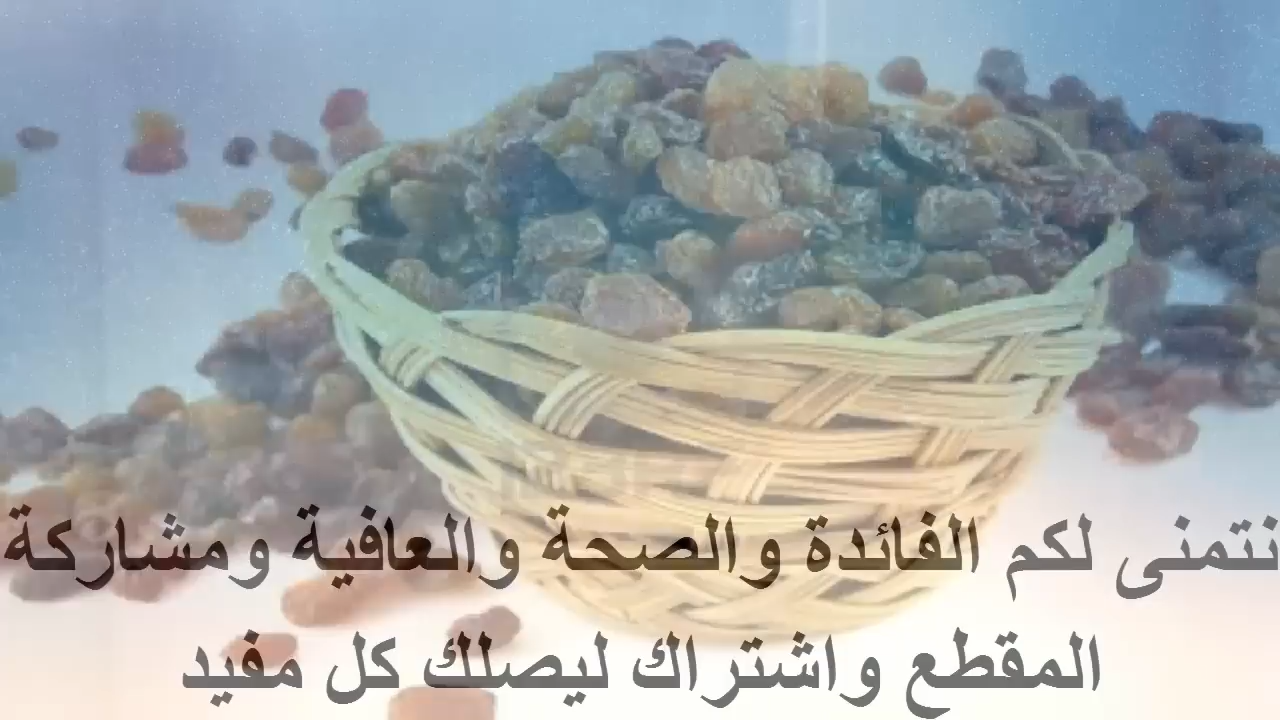 نتمنى لكم الفائدة والصحة والعافية ومشاركة
المقطع واشتراك ليصلك كل مفيد